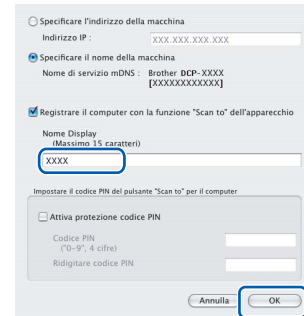 Specificare l'indirizzo della macchina
Indirizzo IP : XXX.XXX.XXX.XXX
Specificare il nome della macchina
Nome di servizio mDNS : Brother DCP-XXXX
[XXXXXXXXXXXX]
Registrare il computer con la funzione "Scan to" dell'apparecchio
Nome Display
(Massimo 15 caratteri)
XXXX
Impostare il codice PIN del pulsante "Scan to" per il computer
Attiva protezione codice PIN
Codice PIN
("0–9", 4 cifre)
Ridigitare codice PIN
Annulla OK